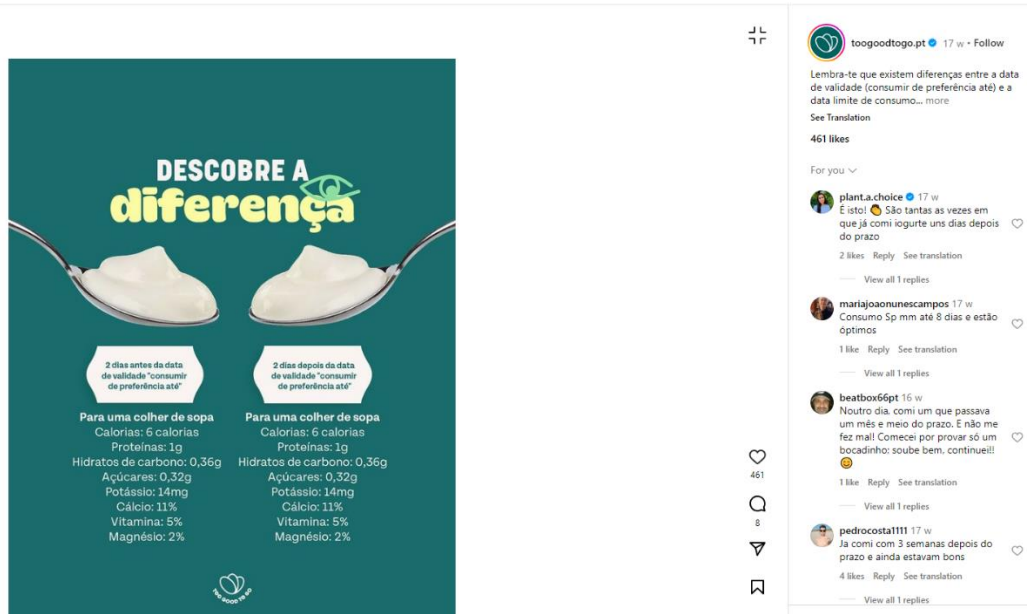 DESCOBRE A
diferença
2 dias antes da data
de validade "consumir
de preferência até"
Para uma colher de sopa
Calorias: 6 calorias
Proteínas: 1g
Hidratos de carbono: 0,36g
Açúcares: 0,32g
Potássio: 14mg
Cálcio: 11%
Vitamina: 5%
Magnésio: 2%
2 dias depois da data
de validade "consumir
de preferência até"
Para uma colher de sopa
Calorias: 6 calorias
Proteínas: 1g
Hidratos de carbono: 0,36g
Açúcares: 0,32g
Potássio: 14mg
Cálcio: 11%
Vitamina: 5%
Magnésio: 2%
TOO GOOD TO GO
461
8
toogoodtogo.pt 17 w • Follow
Lembra-te que existem diferenças entre a data
de validade (consumir de preferência até) e a
data limite de consumo... more
See Translation
461 likes
For you
plant.a.choice 17 w
É isto! 👏 São tantas as vezes em
que já comi iogurte uns dias depois
do prazo
2 likes Reply See translation
View all 1 replies
mariajoaonunescampos 17 w
Consumo Sp mm até 8 dias e estão
óptimos
1 like Reply See translation
View all 1 replies
beatbox66pt 16 w
Noutro dia, comi um que passava
um mês e meio do prazo. E não me
fez mal! Comecei por provar só um
bocadinho: soube bem, continuei!!
😊
1 like Reply See translation
View all 1 replies
pedrocosta1111 17 w
Ja comi com 3 semanas depois do
prazo e ainda estavam bons
4 likes Reply See translation
View all 1 replies